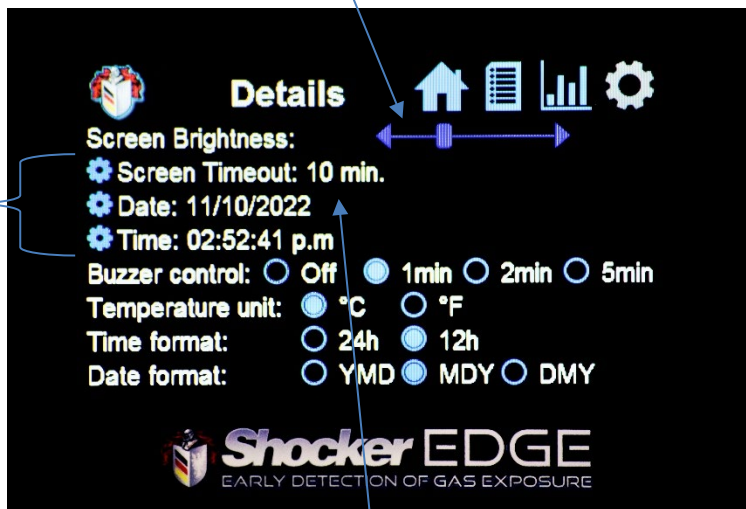 Details
Screen Brightness:
Screen Timeout: 10 min.
Date: 11/10/2022
Time: 02:52:41 p.m
Buzzer control: Off 1min 2min 5min
Temperature unit: °C °F
Time format: 24h 12h
Date format: YMD MDY DMY
Shocker EDGE
EARLY DETECTION OF GAS EXPOSURE